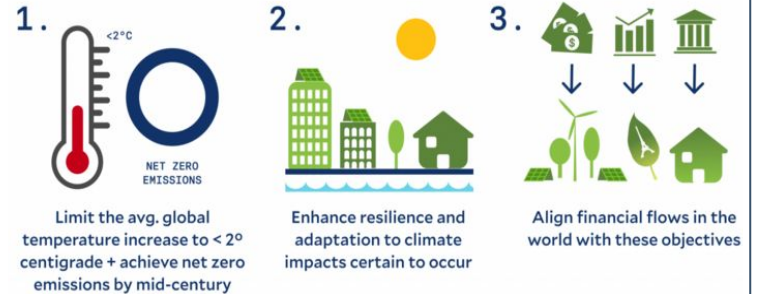 1.
<2°C
NET ZERO
EMISSIONS
Limit the avg. global
temperature increase to < 2°
centigrade + achieve net zero
emissions by mid-century
2.
Enhance resilience and
adaptation to climate
impacts certain to occur
3.
$
Align financial flows in the
world with these objectives